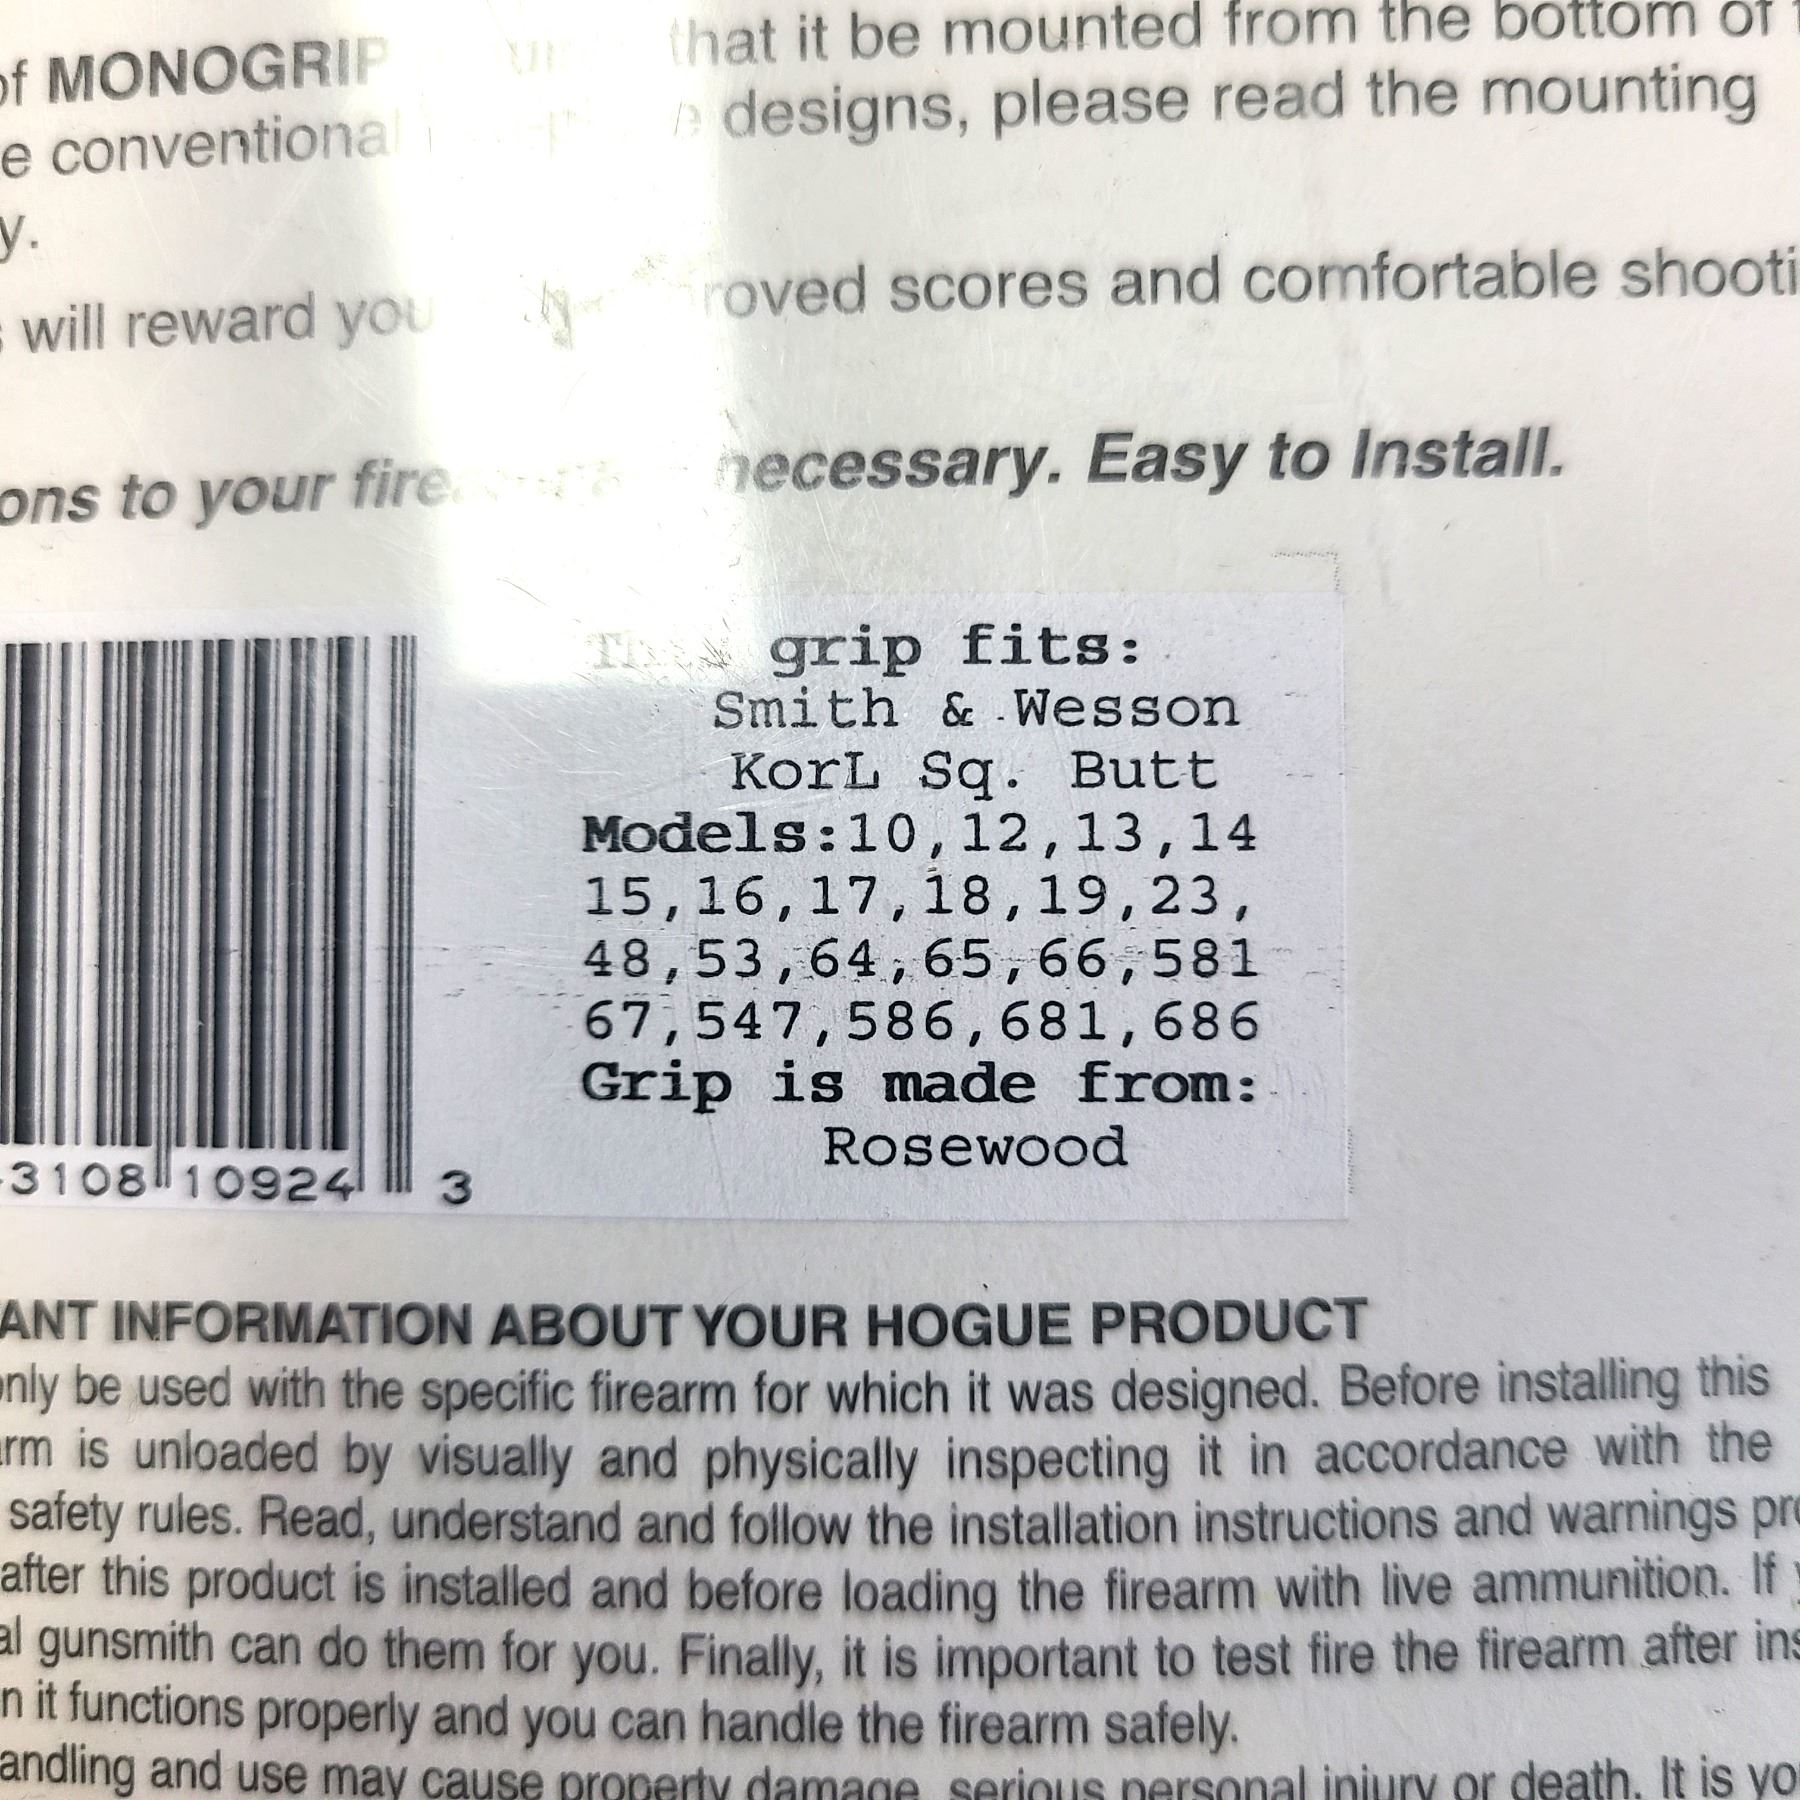 of MONOGRIP that it be mounted from the bottom of
e conventional designs, please read the mounting
y.
will reward you roved scores and comfortable shooti
ons to your fire necessary. Easy to Install.
grip fits:
Smith & Wesson
KorL Sq. Butt
Models:10,12,13,14
15,16,17,18,19,23,
48,53,64,65,66,581
67,547,586,681,686
Grip is made from:
Rosewood
3108 10924 3
ANT INFORMATION ABOUT YOUR HOGUE PRODUCT
only be used with the specific firearm for which it was designed. Before installing this
arm is unloaded by visually and physically inspecting it in accordance with the
safety rules. Read, understand and follow the installation instructions and warnings pro
after this product is installed and before loading the firearm with live ammunition. If
al gunsmith can do them for you. Finally, it is important to test fire the firearm after ins
n it functions properly and you can handle the firearm safely.
andling and use may cause property damage, serious personal injury or death. It is yo